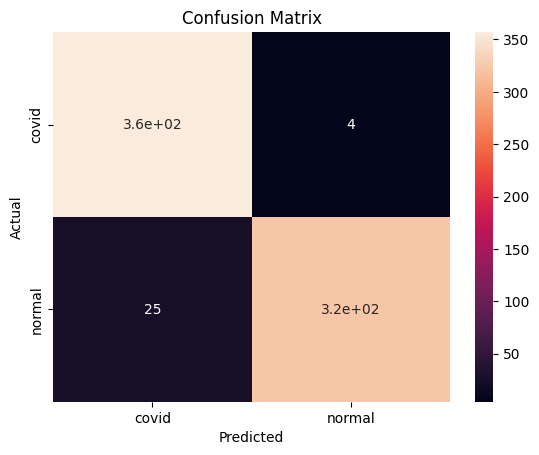 Confusion Matrix
covid
3.6e+02
4
Actual
normal
25
3.2e+02
covid
normal
Predicted
350
300
250
200
150
100
50